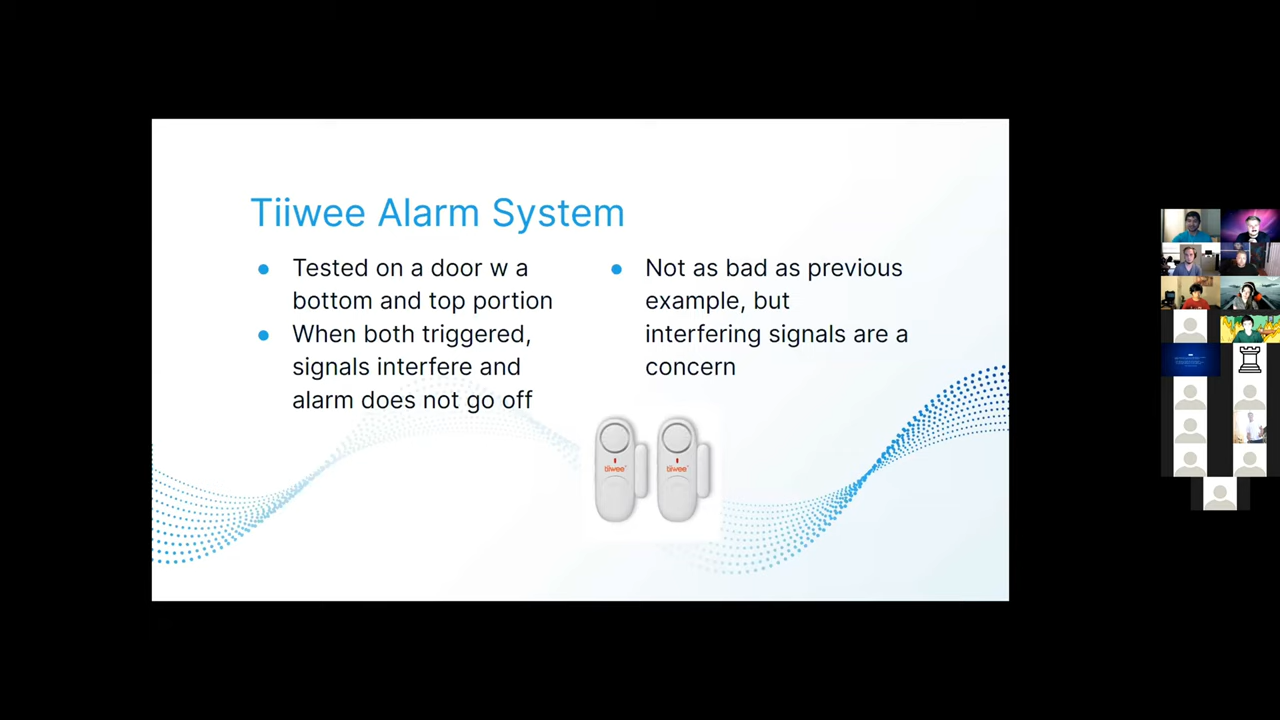 Tiiwee Alarm System
● Tested on a door w a
bottom and top portion
● When both triggered,
signals interfere and
alarm does not go off
● Not as bad as previous
example, but
interfering signals are a
concern
tiiwee
tiiwee